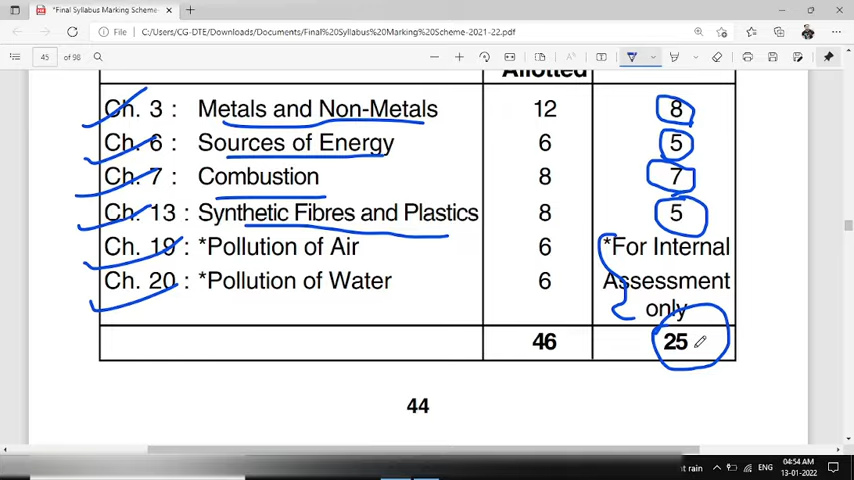 *Final Syllabus Marking Scheme-
C:/Users/CG-DTE/Downloads/Documents/Final%20Syllabus%20Marking%20Scheme-2021-22.pdf
45 of 98
Allotted
Ch. 3 : Metals and Non-Metals 12 8
Ch. 6 : Sources of Energy 6 5
Ch. 7 : Combustion 8 7
Ch. 13 : Synthetic Fibres and Plastics 8 5
Ch. 19 : *Pollution of Air 6 *For Internal
Ch. 20 : *Pollution of Water 6 Assessment
only
46 25
44
nt rain ENG 04:54 AM
13-01-2022